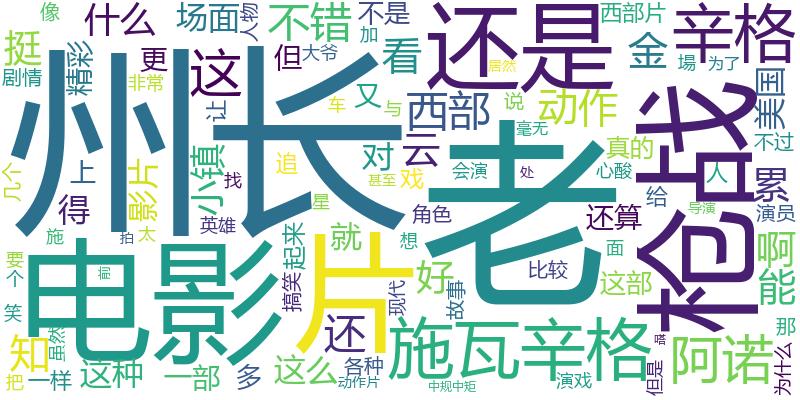 像
什么
场面
人物
不错
不是
加
还是
西部片
辛格
挺
剧情
精彩
更
非常
这
但
大爷
看
居然
金
場
为了
美国
州长
让
又
与
西部
说
动作
老
毫无
枪战
真的
不过
几个
上
得
影片
小镇
找
车
追
对
云
甚至
戏
会演
处
心酸
给
人
累
导演
演员
施
拍
太
英雄
星
角色
还算
面
啊
要
个
电影
前
片
起来
就
想
好
比较
这部
能
笑
搞笑
还
现代
故事
那
知
虽然
施瓦辛格
但是
阿诺
为什么
把
一样
这种
一部
多
这么
各种
动作片
中规中矩
演戏